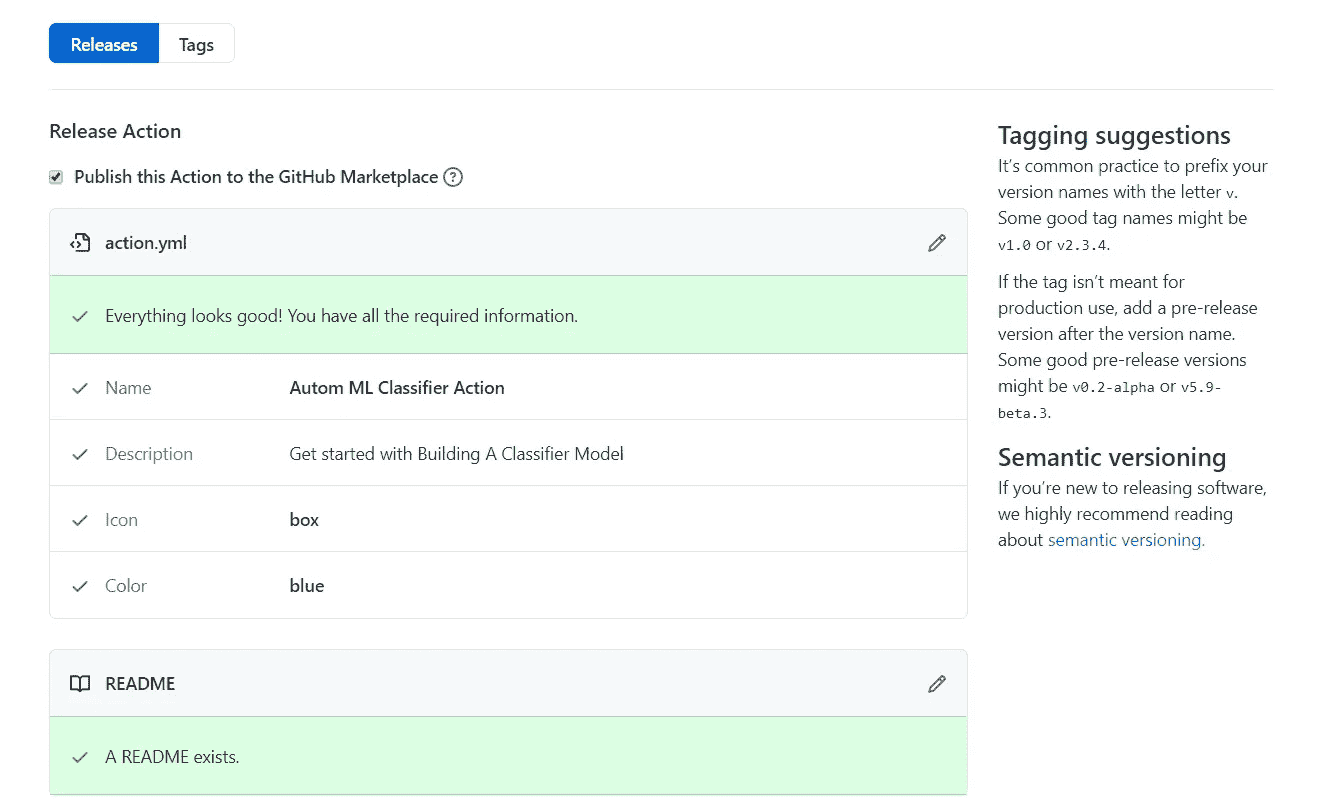 Releases Tags
Release Action
Publish this Action to the GitHub Marketplace ?
action.yml
Everything looks good! You have all the required information.
Name Autom ML Classifier Action
Description Get started with Building A Classifier Model
Icon box
Color blue
README
A README exists.
Tagging suggestions
It’s common practice to prefix your
version names with the letter v.
Some good tag names might be
v1.0 or v2.3.4.
If the tag isn’t meant for
production use, add a pre-release
version after the version name.
Some good pre-release versions
might be v0.2-alpha or v5.9-
beta.3.
Semantic versioning
If you’re new to releasing software,
we highly recommend reading
about semantic versioning.